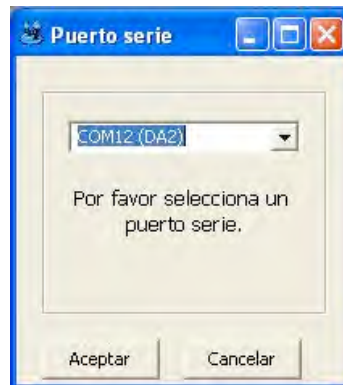 Puerto serie
COM12 (DA2)
Por favor selecciona un
puerto serie.
Aceptar
Cancelar